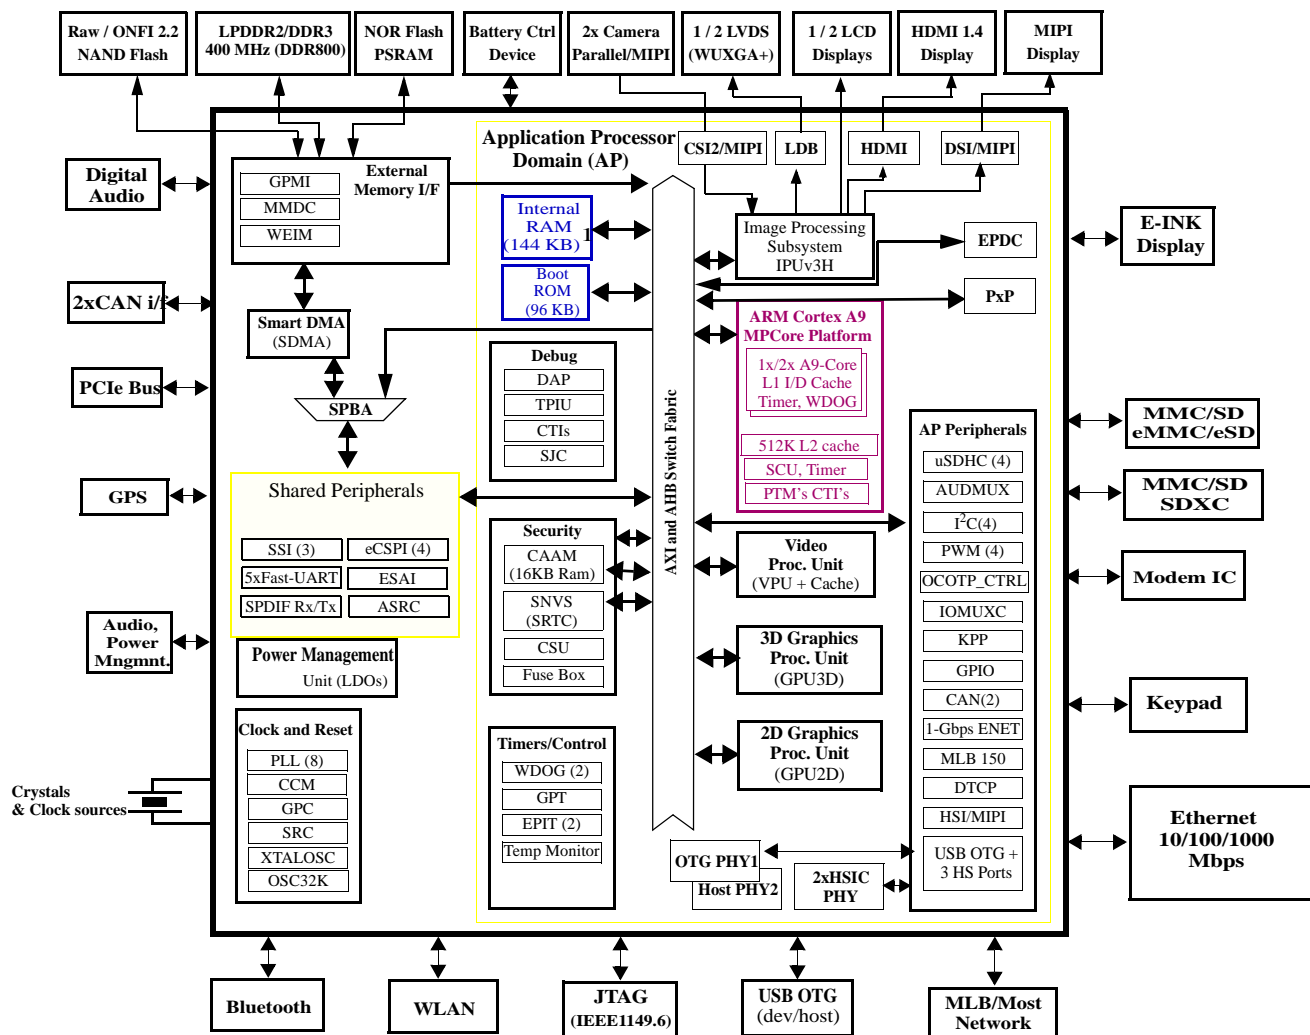 Raw / ONFI 2.2
NAND Flash
LPDDR2/DDR3
400 MHz (DDR800)
NOR Flash
PSRAM
Battery Ctrl
Device
2x Camera
Parallel/MIPI
1 / 2 LVDS
(WUXGA+)
1 / 2 LCD
Displays
HDMI 1.4
Display
MIPI
Display
Digital
Audio
2xCAN i/f
PCIe Bus
GPS
Audio,
Power
Mngmnt.
Crystals
& Clock sources
External
Memory I/F
GPMI
MMDC
WEIM
Smart DMA
(SDMA)
SPBA
Shared Peripherals
SSI (3)
eCSPI (4)
5xFast-UART
ESAI
SPDIF Rx/Tx
ASRC
Power Management
Unit (LDOs)
Clock and Reset
PLL (8)
CCM
GPC
SRC
XTALOSC
OSC32K
Application Processor
Domain (AP)
Internal
RAM
(144 KB)
1
Boot
ROM
(96 KB)
Debug
DAP
TPIU
CTIs
SJC
Security
CAAM
(16KB Ram)
SNVS
(SRTC)
CSU
Fuse Box
Timers/Control
WDOG (2)
GPT
EPIT (2)
Temp Monitor
AXI and AHB Switch Fabric
CSI2/MIPI
LDB
HDMI
DSI/MIPI
Image Processing
Subsystem
IPUv3H
EPDC
PxP
ARM Cortex A9
MPCore Platform
1x/2x A9-Core
L1 I/D Cache
Timer, WDOG
512K L2 cache
SCU, Timer
PTM's CTI's
Video
Proc. Unit
(VPU + Cache)
3D Graphics
Proc. Unit
(GPU3D)
2D Graphics
Proc. Unit
(GPU2D)
OTG PHY1
Host PHY2
2xHSIC
PHY
AP Peripherals
uSDHC (4)
AUDMUX
I2C(4)
PWM (4)
OCOTP_CTRL
IOMUXC
KPP
GPIO
CAN(2)
1-Gbps ENET
MLB 150
DTCP
HSI/MIPI
USB OTG +
3 HS Ports
E-INK
Display
MMC/SD
eMMC/eSD
MMC/SD
SDXC
Modem IC
Keypad
Ethernet
10/100/1000
Mbps
Bluetooth
WLAN
JTAG
(IEEE1149.6)
USB OTG
(dev/host)
MLB/Most
Network